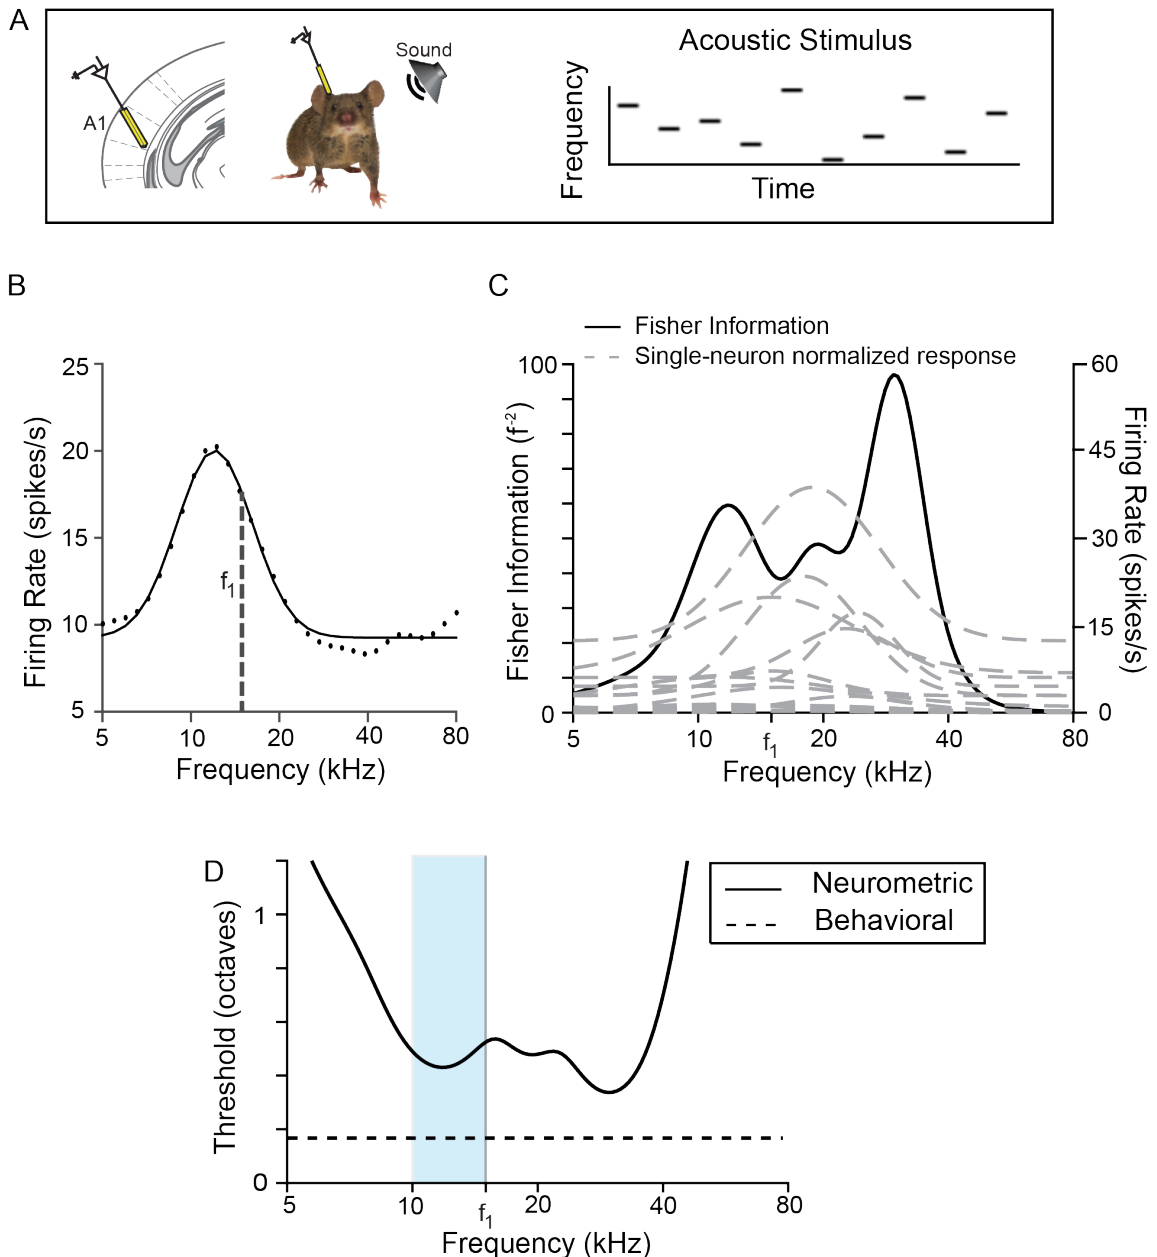 A
A1
Sound
Acoustic Stimulus
Frequency
Time
B
25
20
15
10
5
Firing Rate (spikes/s)
f1
5 10 20 40 80
Frequency (kHz)
C
Fisher Information
Single-neuron normalized response
100
0
Fisher Information (f-2)
60
45
30
15
0
Firing Rate (spikes/s)
5 10 f1 20 40 80
Frequency (kHz)
D
1
0
Threshold (octaves)
Neurometric
Behavioral
5 10 f1 20 40 80
Frequency (kHz)